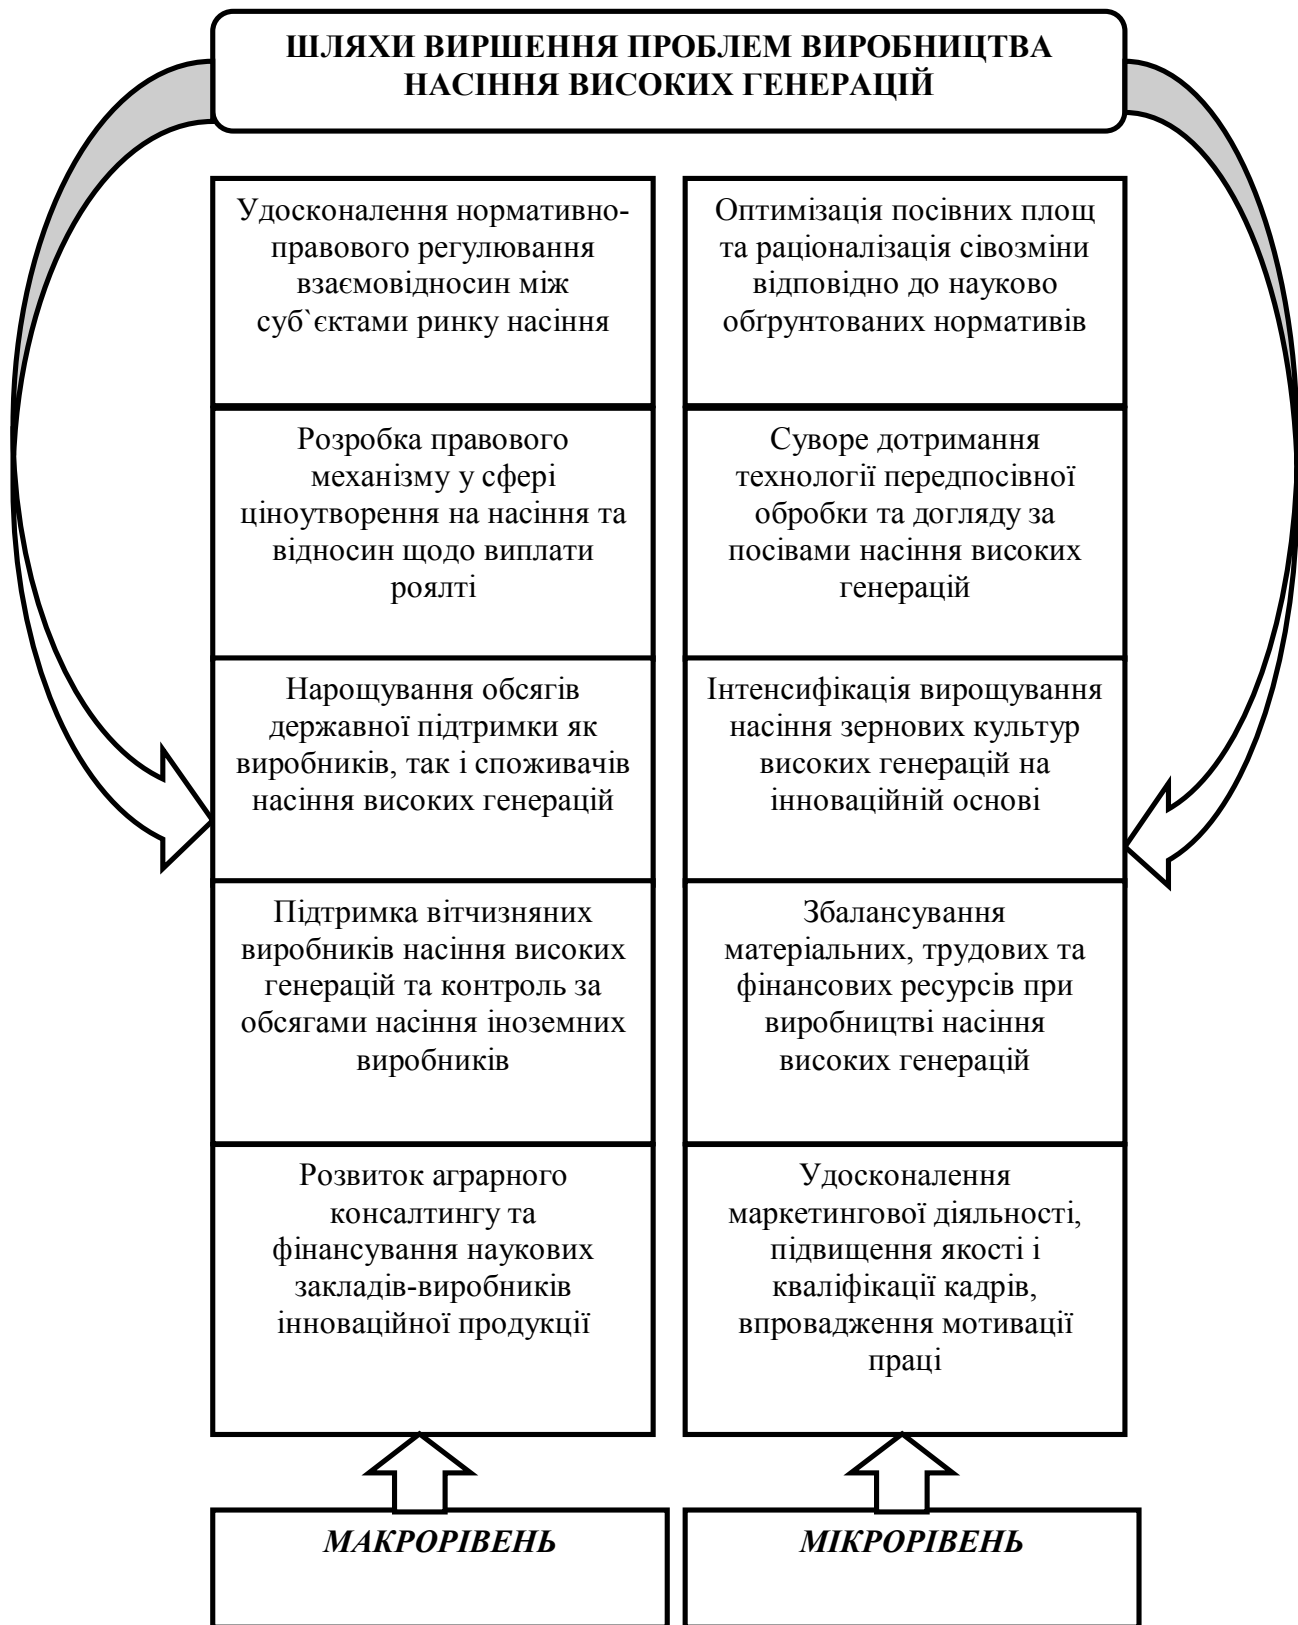 ШЛЯХИ ВИРШЕННЯ ПРОБЛЕМ ВИРОБНИЦТВА
НАСІННЯ ВИСОКИХ ГЕНЕРАЦІЙ
Удосконалення нормативно-
правового регулювання
взаємовідносин між
суб`єктами ринку насіння
Розробка правового
механізму у сфері
ціноутворення на насіння та
відносин щодо виплати
роялті
Нарощування обсягів
державної підтримки як
виробників, так і споживачів
насіння високих генерацій
Підтримка вітчизняних
виробників насіння високих
генерацій та контроль за
обсягами насіння іноземних
виробників
Розвиток аграрного
консалтингу та
фінансування наукових
закладів-виробників
інноваційної продукції
МАКРОРІВЕНЬ
Оптимізація посівних площ
та раціоналізація сівозміни
відповідно до науково
обґрунтованих нормативів
Суворе дотримання
технології передпосівної
обробки та догляду за
посівами насіння високих
генерацій
Інтенсифікація вирощування
насіння зернових культур
високих генерацій на
інноваційній основі
Збалансування
матеріальних, трудових та
фінансових ресурсів при
виробництві насіння
високих генерацій
Удосконалення
маркетингової діяльності,
підвищення якості і
кваліфікації кадрів,
впровадження мотивації
праці
МІКРОРІВЕНЬ